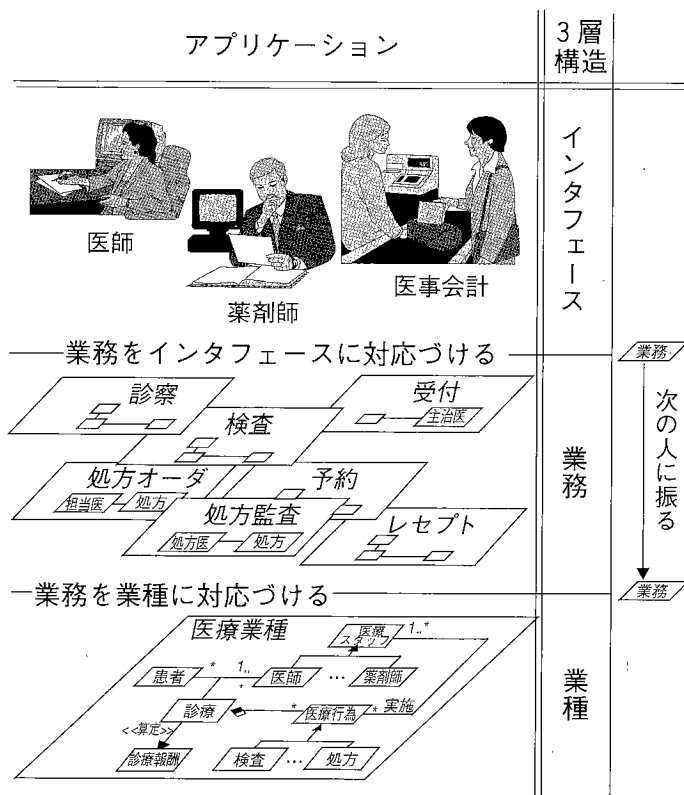 アプリケーション
3層
構造
医師
薬剤師
医事会計
インタフェース
業務をインタフェースに対応づける
業務
診察
受付
主治医
検査
処方オーダ
担当医
処方
予約
処方監査
処方医
処方
レセプト
業務
次の人に振る
業務を業種に対応づける
業務
医療業種
医療
スタッフ
1..*
患者
*
1..
医師
…
薬剤師
*
診療
*
医療行為
*
実施
<<算定>>
診療報酬
検査
…
処方
業種